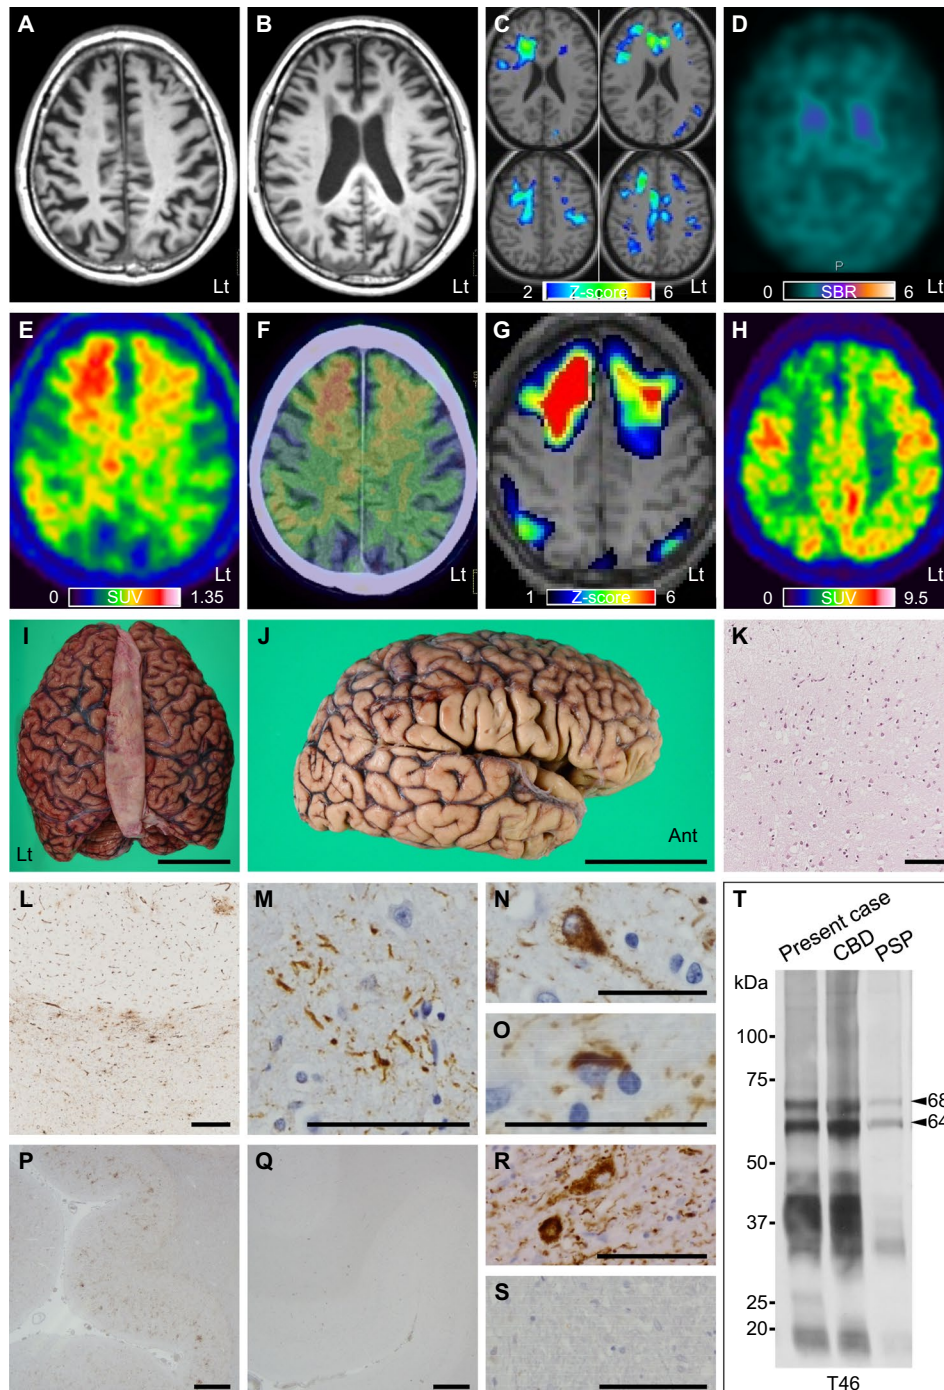 A
Lt
B
Lt
C
2 Z-score 6
Lt
D
P
Lt
0 SBR 6
E
Lt
0 SUV 1.35
F
Lt
G
Lt
1 Z-score 6
H
Lt
0 SUV 9.5
I
Lt
J
Ant
K
L
M
N
O
P
Q
R
S
T
Present case
CBD
PSP
kDa
100
75
68
64
50
37
25
20
T46